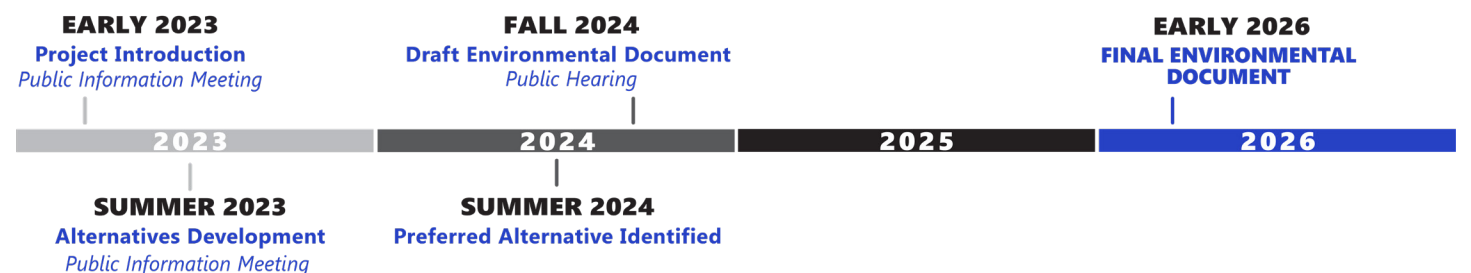 EARLY 2023
Project Introduction
Public Information Meeting
FALL 2024
Draft Environmental Document
Public Hearing
EARLY 2026
FINAL ENVIRONMENTAL
DOCUMENT
2023
2024
2025
2026
SUMMER 2023
Alternatives Development
Public Information Meeting
SUMMER 2024
Preferred Alternative Identified